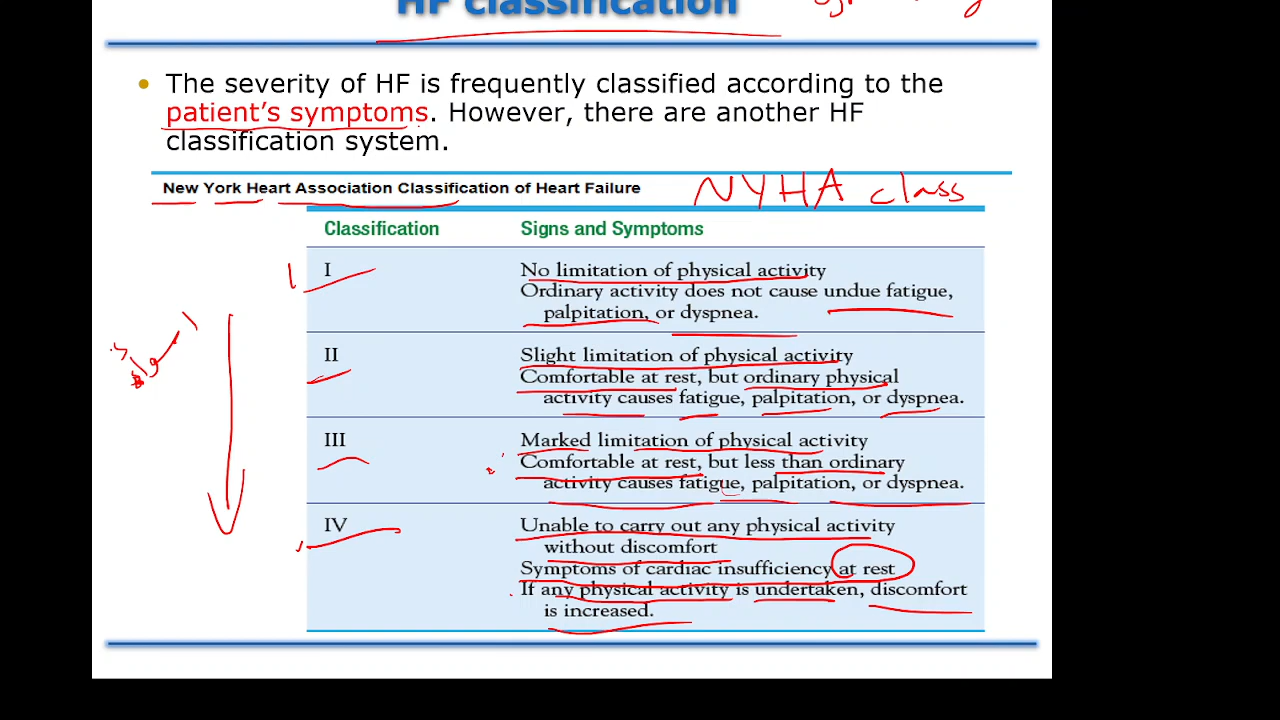 HF classification
The severity of HF is frequently classified according to the
patient's symptoms. However, there are another HF
classification system.
New York Heart Association Classification of Heart Failure
NYHA class
Classification Signs and Symptoms
I No limitation of physical activity
Ordinary activity does not cause undue fatigue,
palpitation, or dyspnea.
II Slight limitation of physical activity
Comfortable at rest, but ordinary physical
activity causes fatigue, palpitation, or dyspnea.
III Marked limitation of physical activity
Comfortable at rest, but less than ordinary
activity causes fatigue, palpitation, or dyspnea.
IV Unable to carry out any physical activity
without discomfort
Symptoms of cardiac insufficiency at rest
If any physical activity is undertaken, discomfort
is increased.